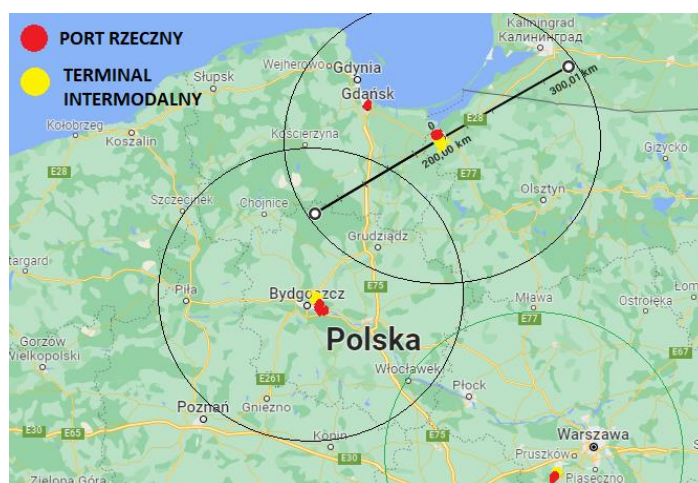 PORT RZECZNY
TERMINAL
INTERMODALNY
Kaliningrad
Калининград
Wejherowo
Gdynia
Gdańsk
Słupsk
Kołobrzeg
Koszalin
Kościerzyna
300,01 km
0
E28
200,00 km
E28
E77
Giżycko
Olsztyn
Szczecinek
Chojnice
Grudziądz
targard
Piła
Bydgoszcz
E75
Mława
Ostrołęka
Łom
E77
Polska
Gorzów
Wielkopolski
E67
Włocławek
Płock
E261
Poznań
Gniezno
E30
E65
Konin
E75
E30
Warszawa
Pruszków
Piaseczno
Zielona Góra